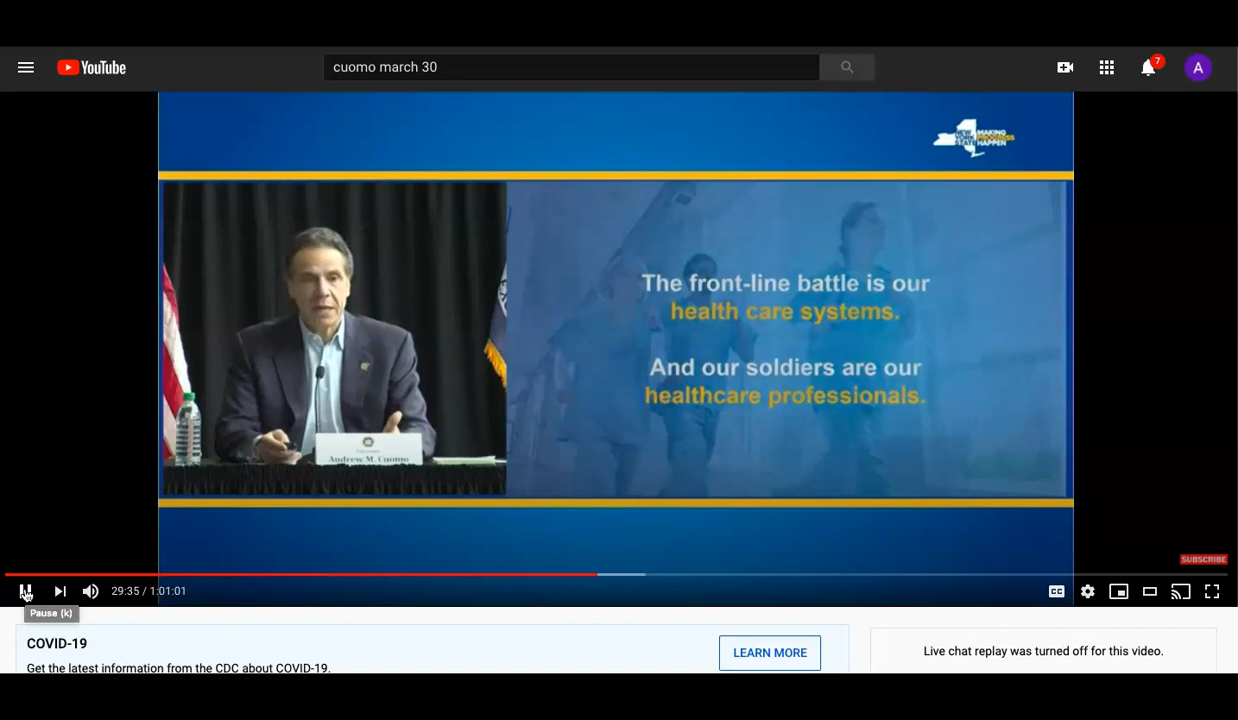 YouTube
cuomo march 30
7
A
NEW YORK STATE
MAKING
PROGRESS
HAPPEN
The front-line battle is our
health care systems.
And our soldiers are our
healthcare professionals.
Andrew M. Cuomo
SUBSCRIBE
29:35 / 1:01:01
CC
Pause (k)
COVID-19
Get the latest information from the CDC about COVID-19.
LEARN MORE
Live chat replay was turned off for this video.